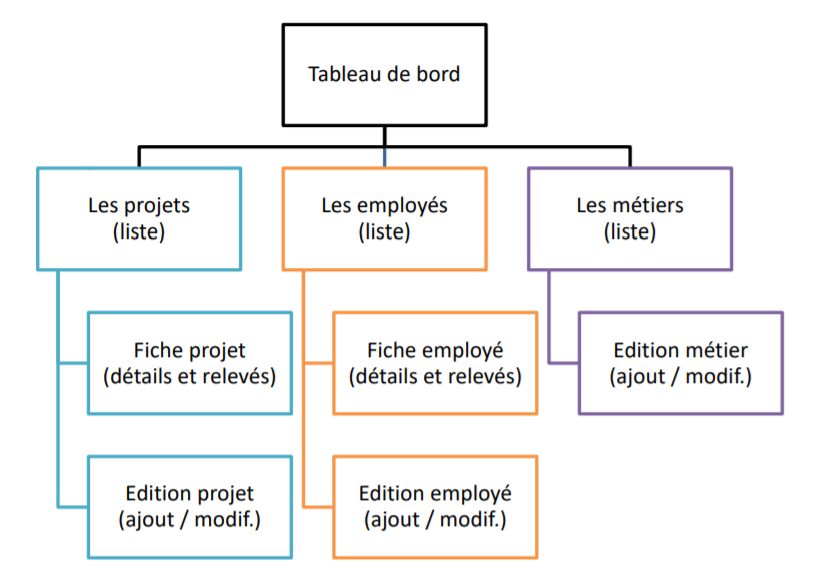 Tableau de bord
Les projets
(liste)
Les employés
(liste)
Les métiers
(liste)
Fiche projet
(détails et relevés)
Fiche employé
(détails et relevés)
Edition métier
(ajout / modif.)
Edition projet
(ajout / modif.)
Edition employé
(ajout / modif.)